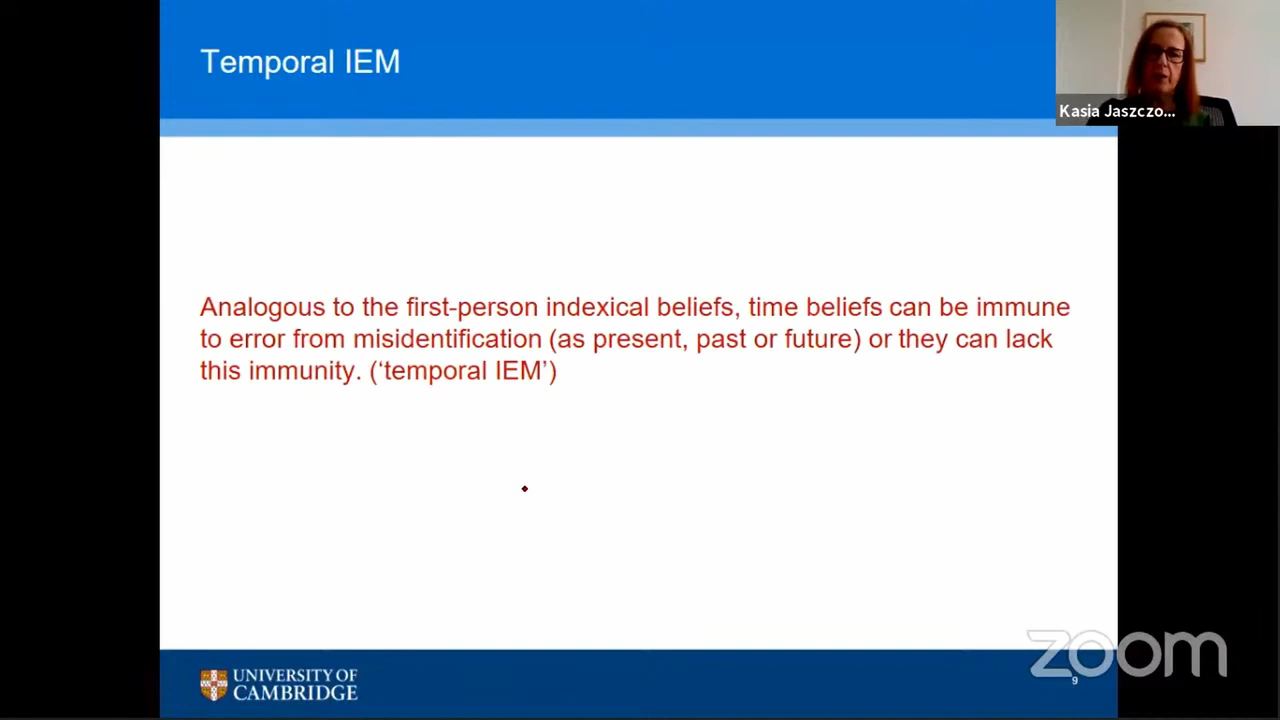 Temporal IEM
Kasia Jaszczo...
Analogous to the first-person indexical beliefs, time beliefs can be immune
to error from misidentification (as present, past or future) or they can lack
this immunity. (‘temporal IEM’)
UNIVERSITY OF
CAMBRIDGE
zoom
9